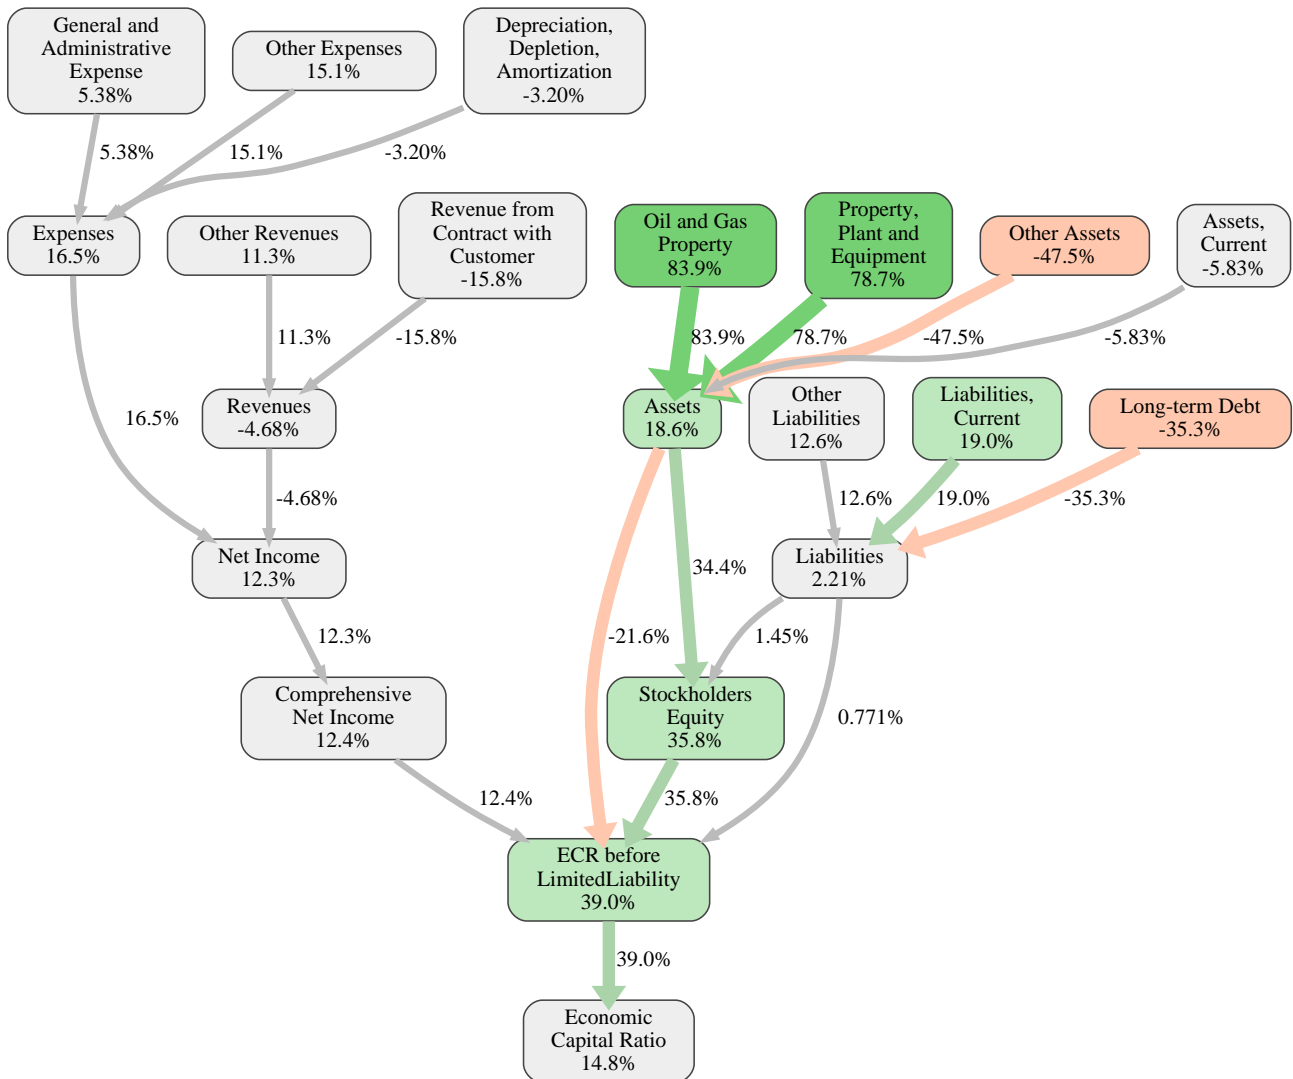 General and
Administrative
Expense
5.38%
Other Expenses
15.1%
Depreciation,
Depletion,
Amortization
-3.20%
5.38%
15.1%
-3.20%
Expenses
16.5%
Other Revenues
11.3%
Revenue from
Contract with
Customer
-15.8%
Oil and Gas
Property
83.9%
Property,
Plant and
Equipment
78.7%
Other Assets
-47.5%
Assets,
Current
-5.83%
11.3%
-15.8%
83.9%
78.7%
-47.5%
-5.83%
16.5%
Revenues
-4.68%
Assets
18.6%
Other
Liabilities
12.6%
Liabilities,
Current
19.0%
Long-term Debt
-35.3%
-4.68%
12.6%
19.0%
-35.3%
Net Income
12.3%
34.4%
Liabilities
2.21%
12.3%
-21.6%
1.45%
Comprehensive
Net Income
12.4%
Stockholders
Equity
35.8%
0.771%
12.4%
35.8%
ECR before
LimitedLiability
39.0%
39.0%
Economic
Capital Ratio
14.8%